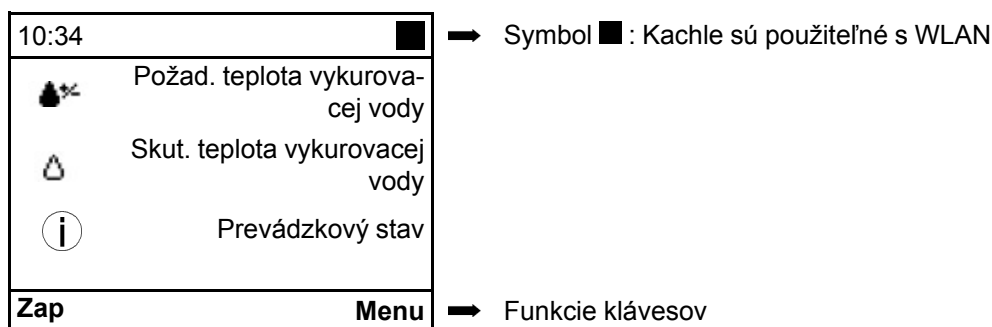 10:34
Symbol ■ : Kachle sú použiteľné s WLAN
Požad. teplota vykurova-
cej vody
Skut. teplota vykurovacej
vody
i Prevádzkový stav
Zap Menu
Funkcie klávesov